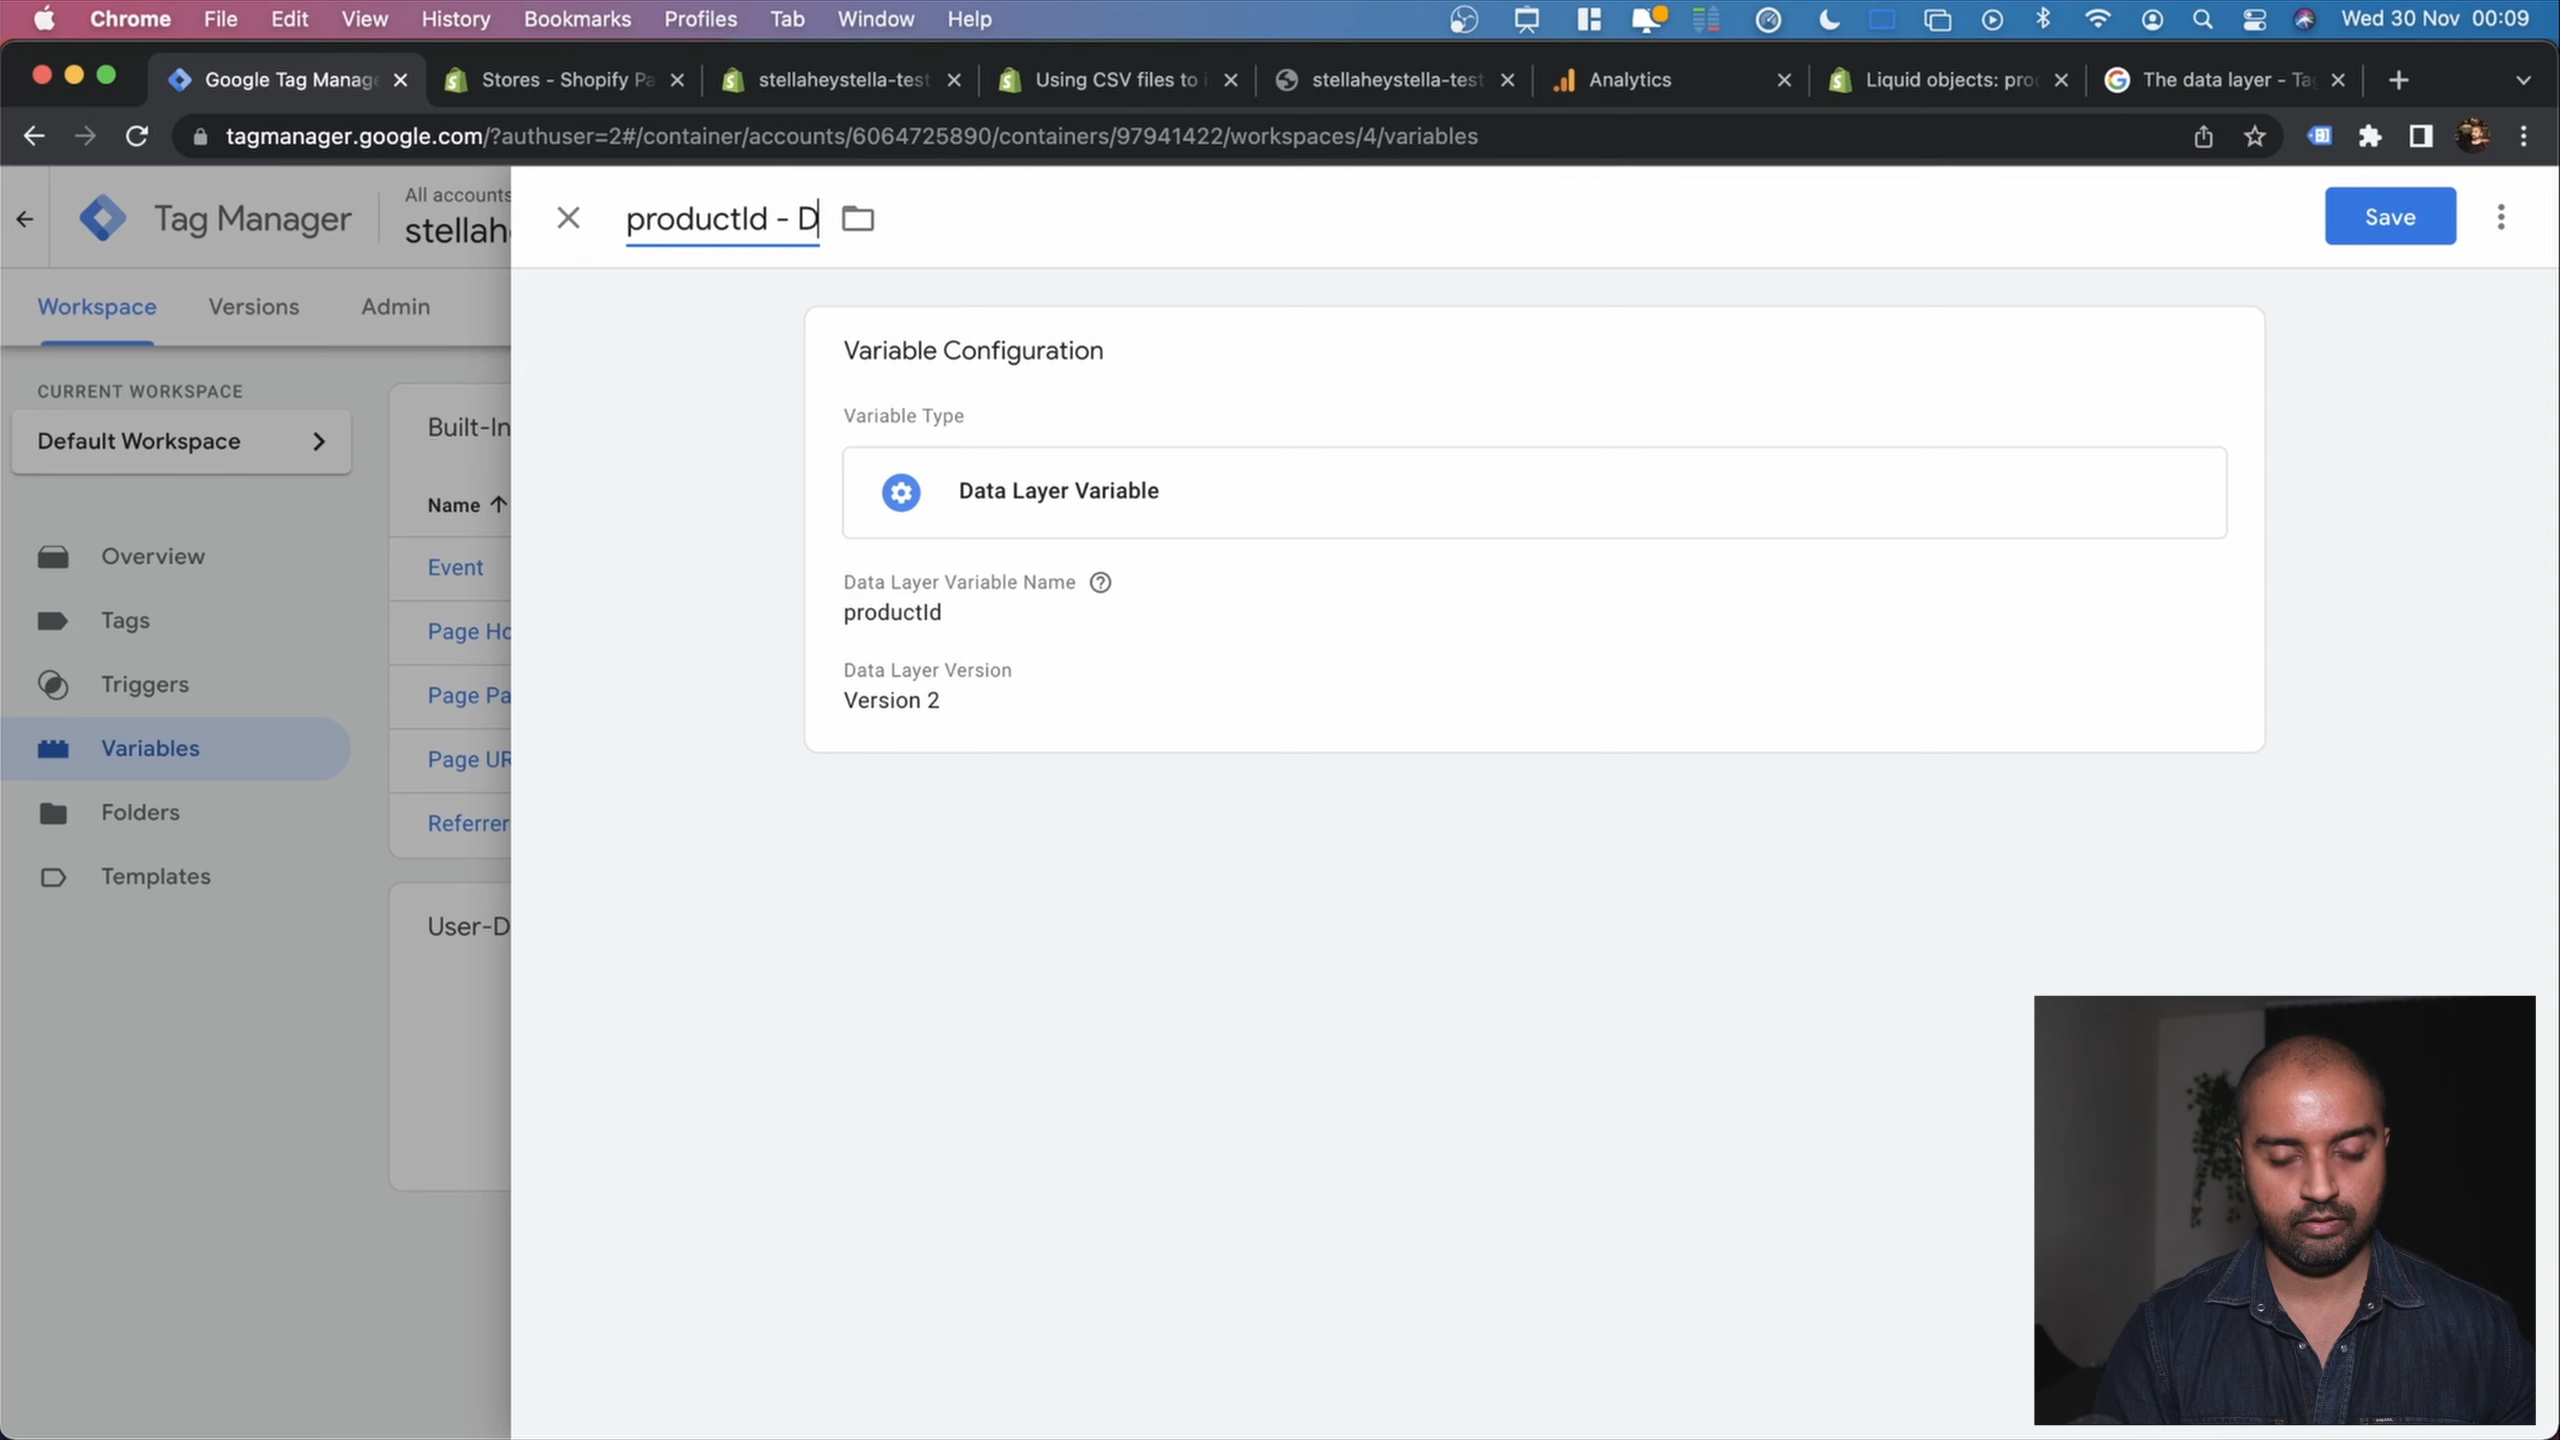 Chrome File Edit View History Bookmarks Profiles Tab Window Help Wed 30 Nov 00:09
Google Tag Manage Stores - Shopify Pa stellaheystella-test Using CSV files to i stellaheystella-test Analytics Liquid objects: pro The data layer - Ta
tagmanager.google.com/?authuser=2#/container/accounts/6064725890/containers/97941422/workspaces/4/variables
Tag Manager
All accounts
stellah
productId - D
Save
Workspace Versions Admin
CURRENT WORKSPACE
Default Workspace
Overview
Tags
Triggers
Variables
Folders
Templates
Built-In
Name
Event
Page Ho
Page Pa
Page UR
Referrer
User-D
Variable Configuration
Variable Type
Data Layer Variable
Data Layer Variable Name
productId
Data Layer Version
Version 2